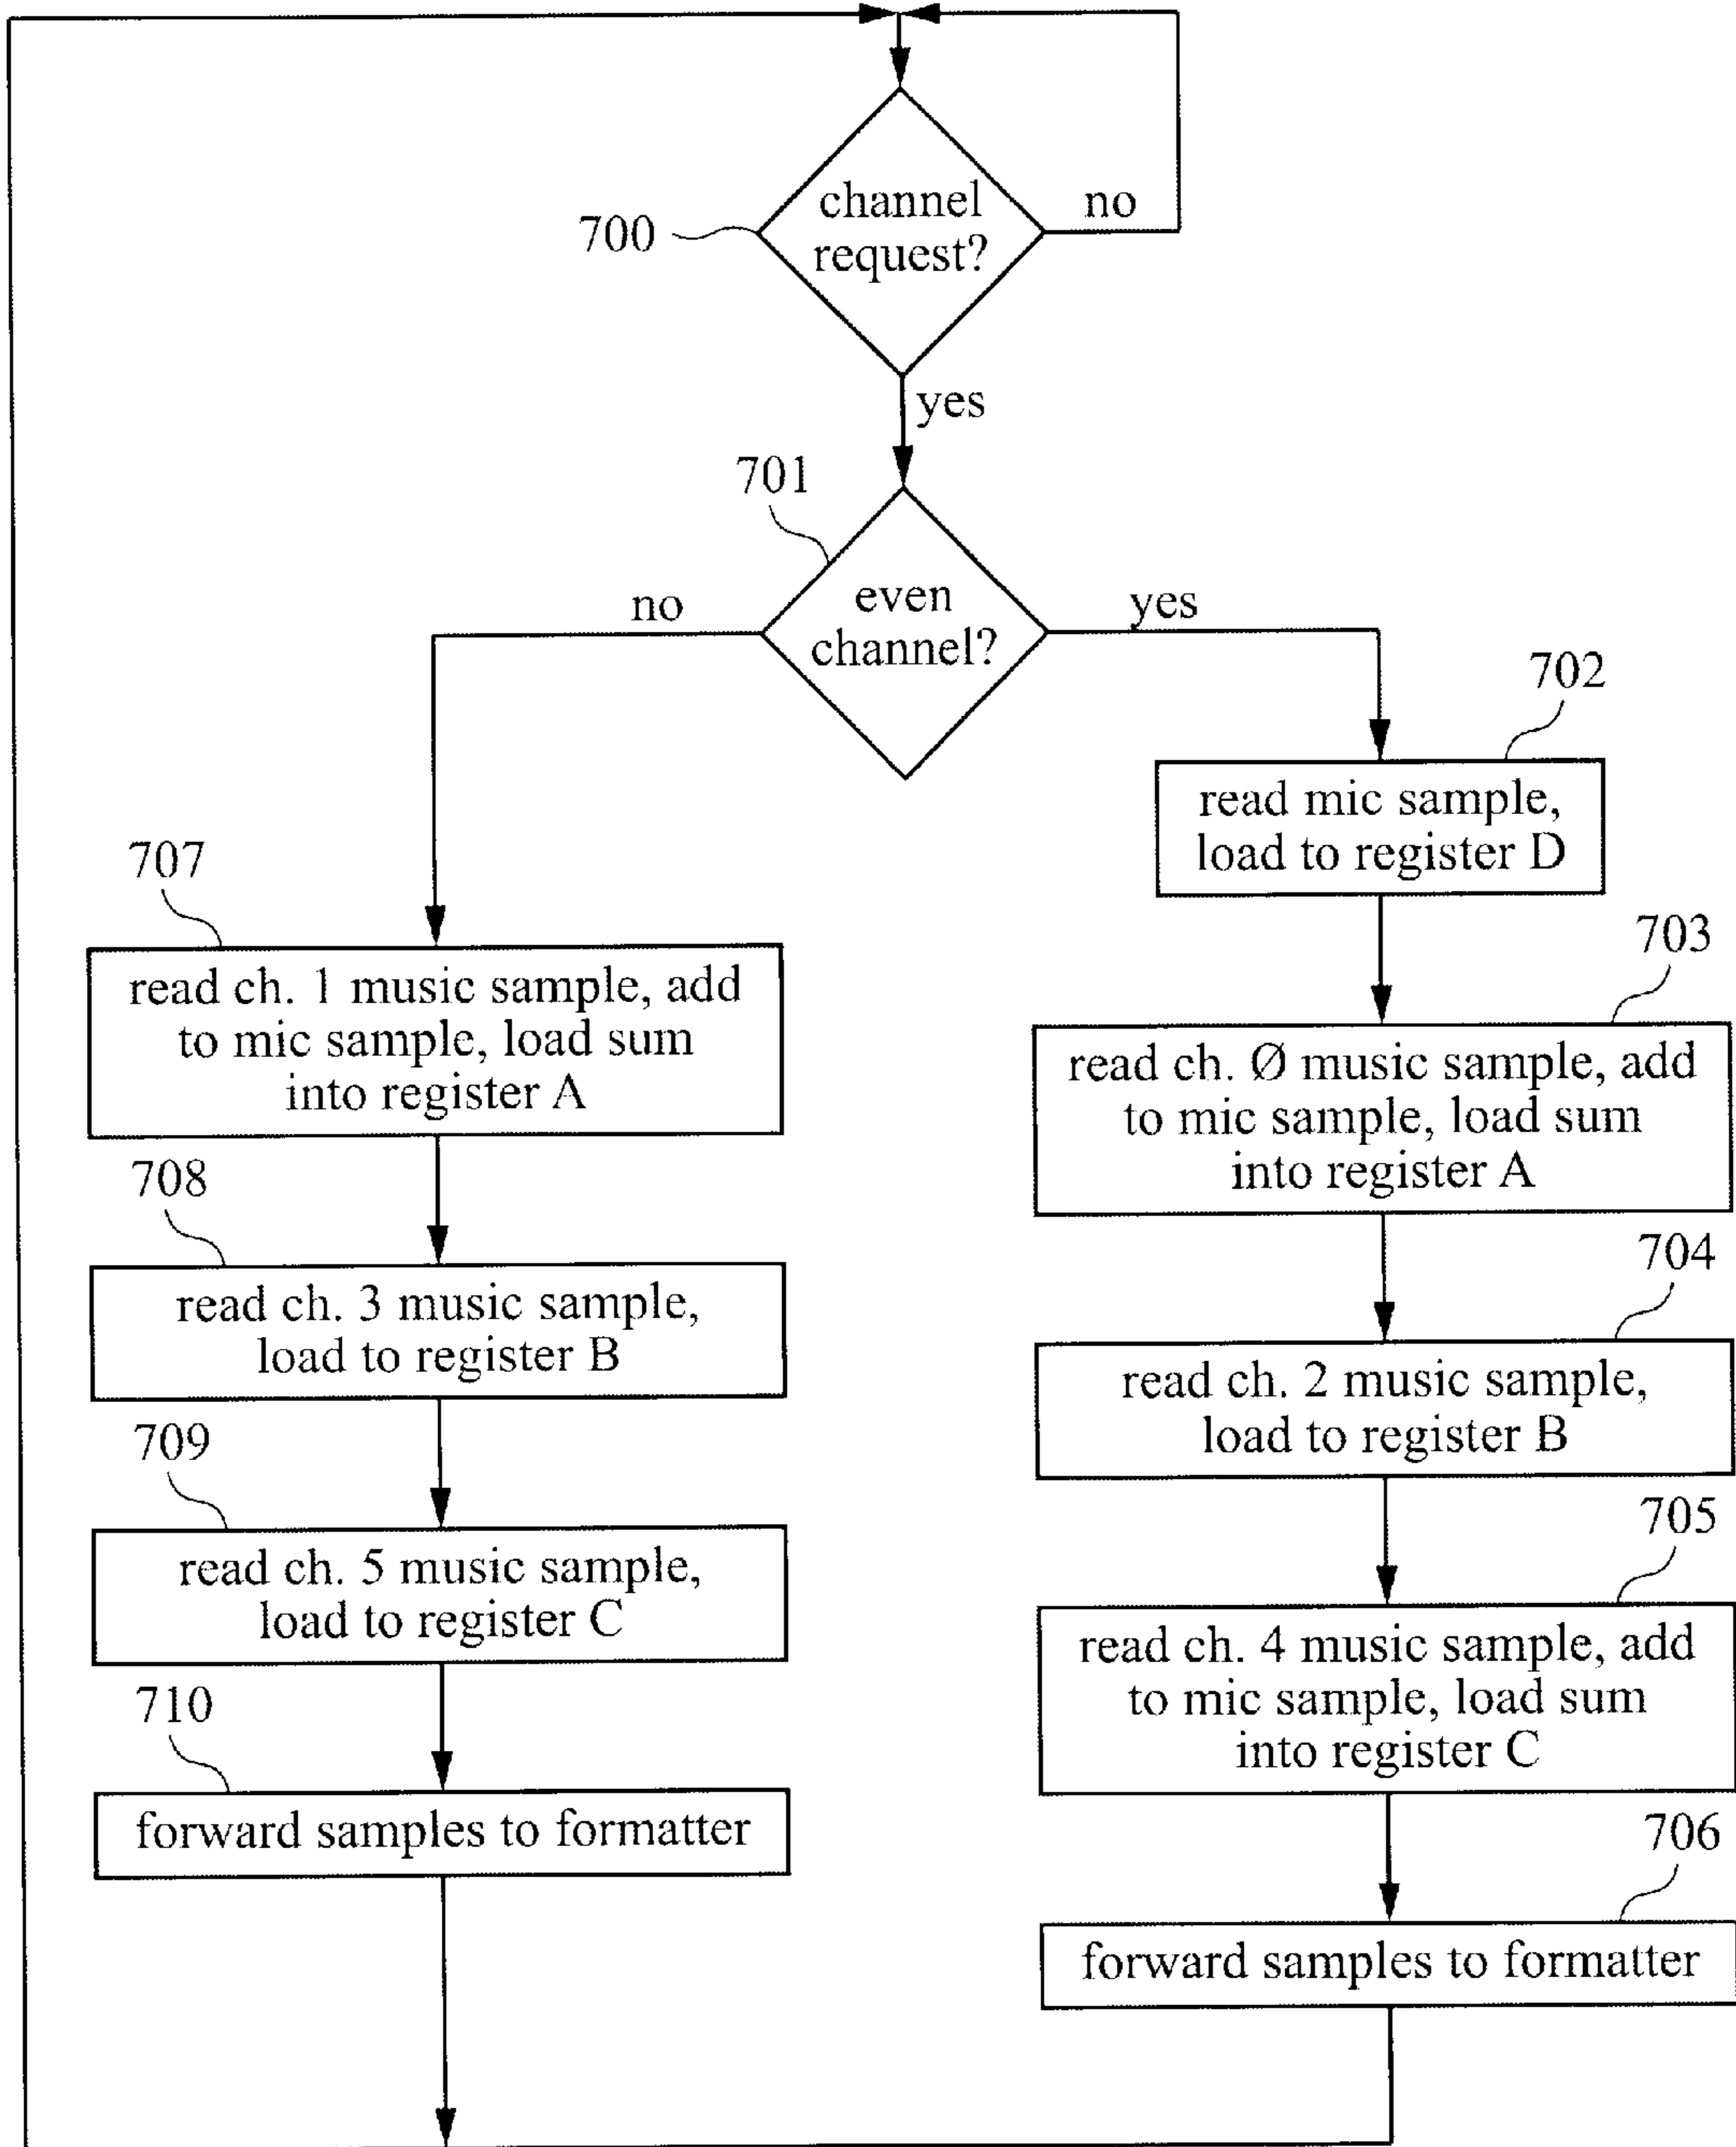 700
channel
request?
no
yes
701
even
channel?
no
yes
702
read mic sample,
load to register D
703
read ch. Ø music sample, add
to mic sample, load sum
into register A
704
read ch. 2 music sample,
load to register B
705
read ch. 4 music sample, add
to mic sample, load sum
into register C
706
forward samples to formatter
707
read ch. 1 music sample, add
to mic sample, load sum
into register A
708
read ch. 3 music sample,
load to register B
709
read ch. 5 music sample,
load to register C
710
forward samples to formatter